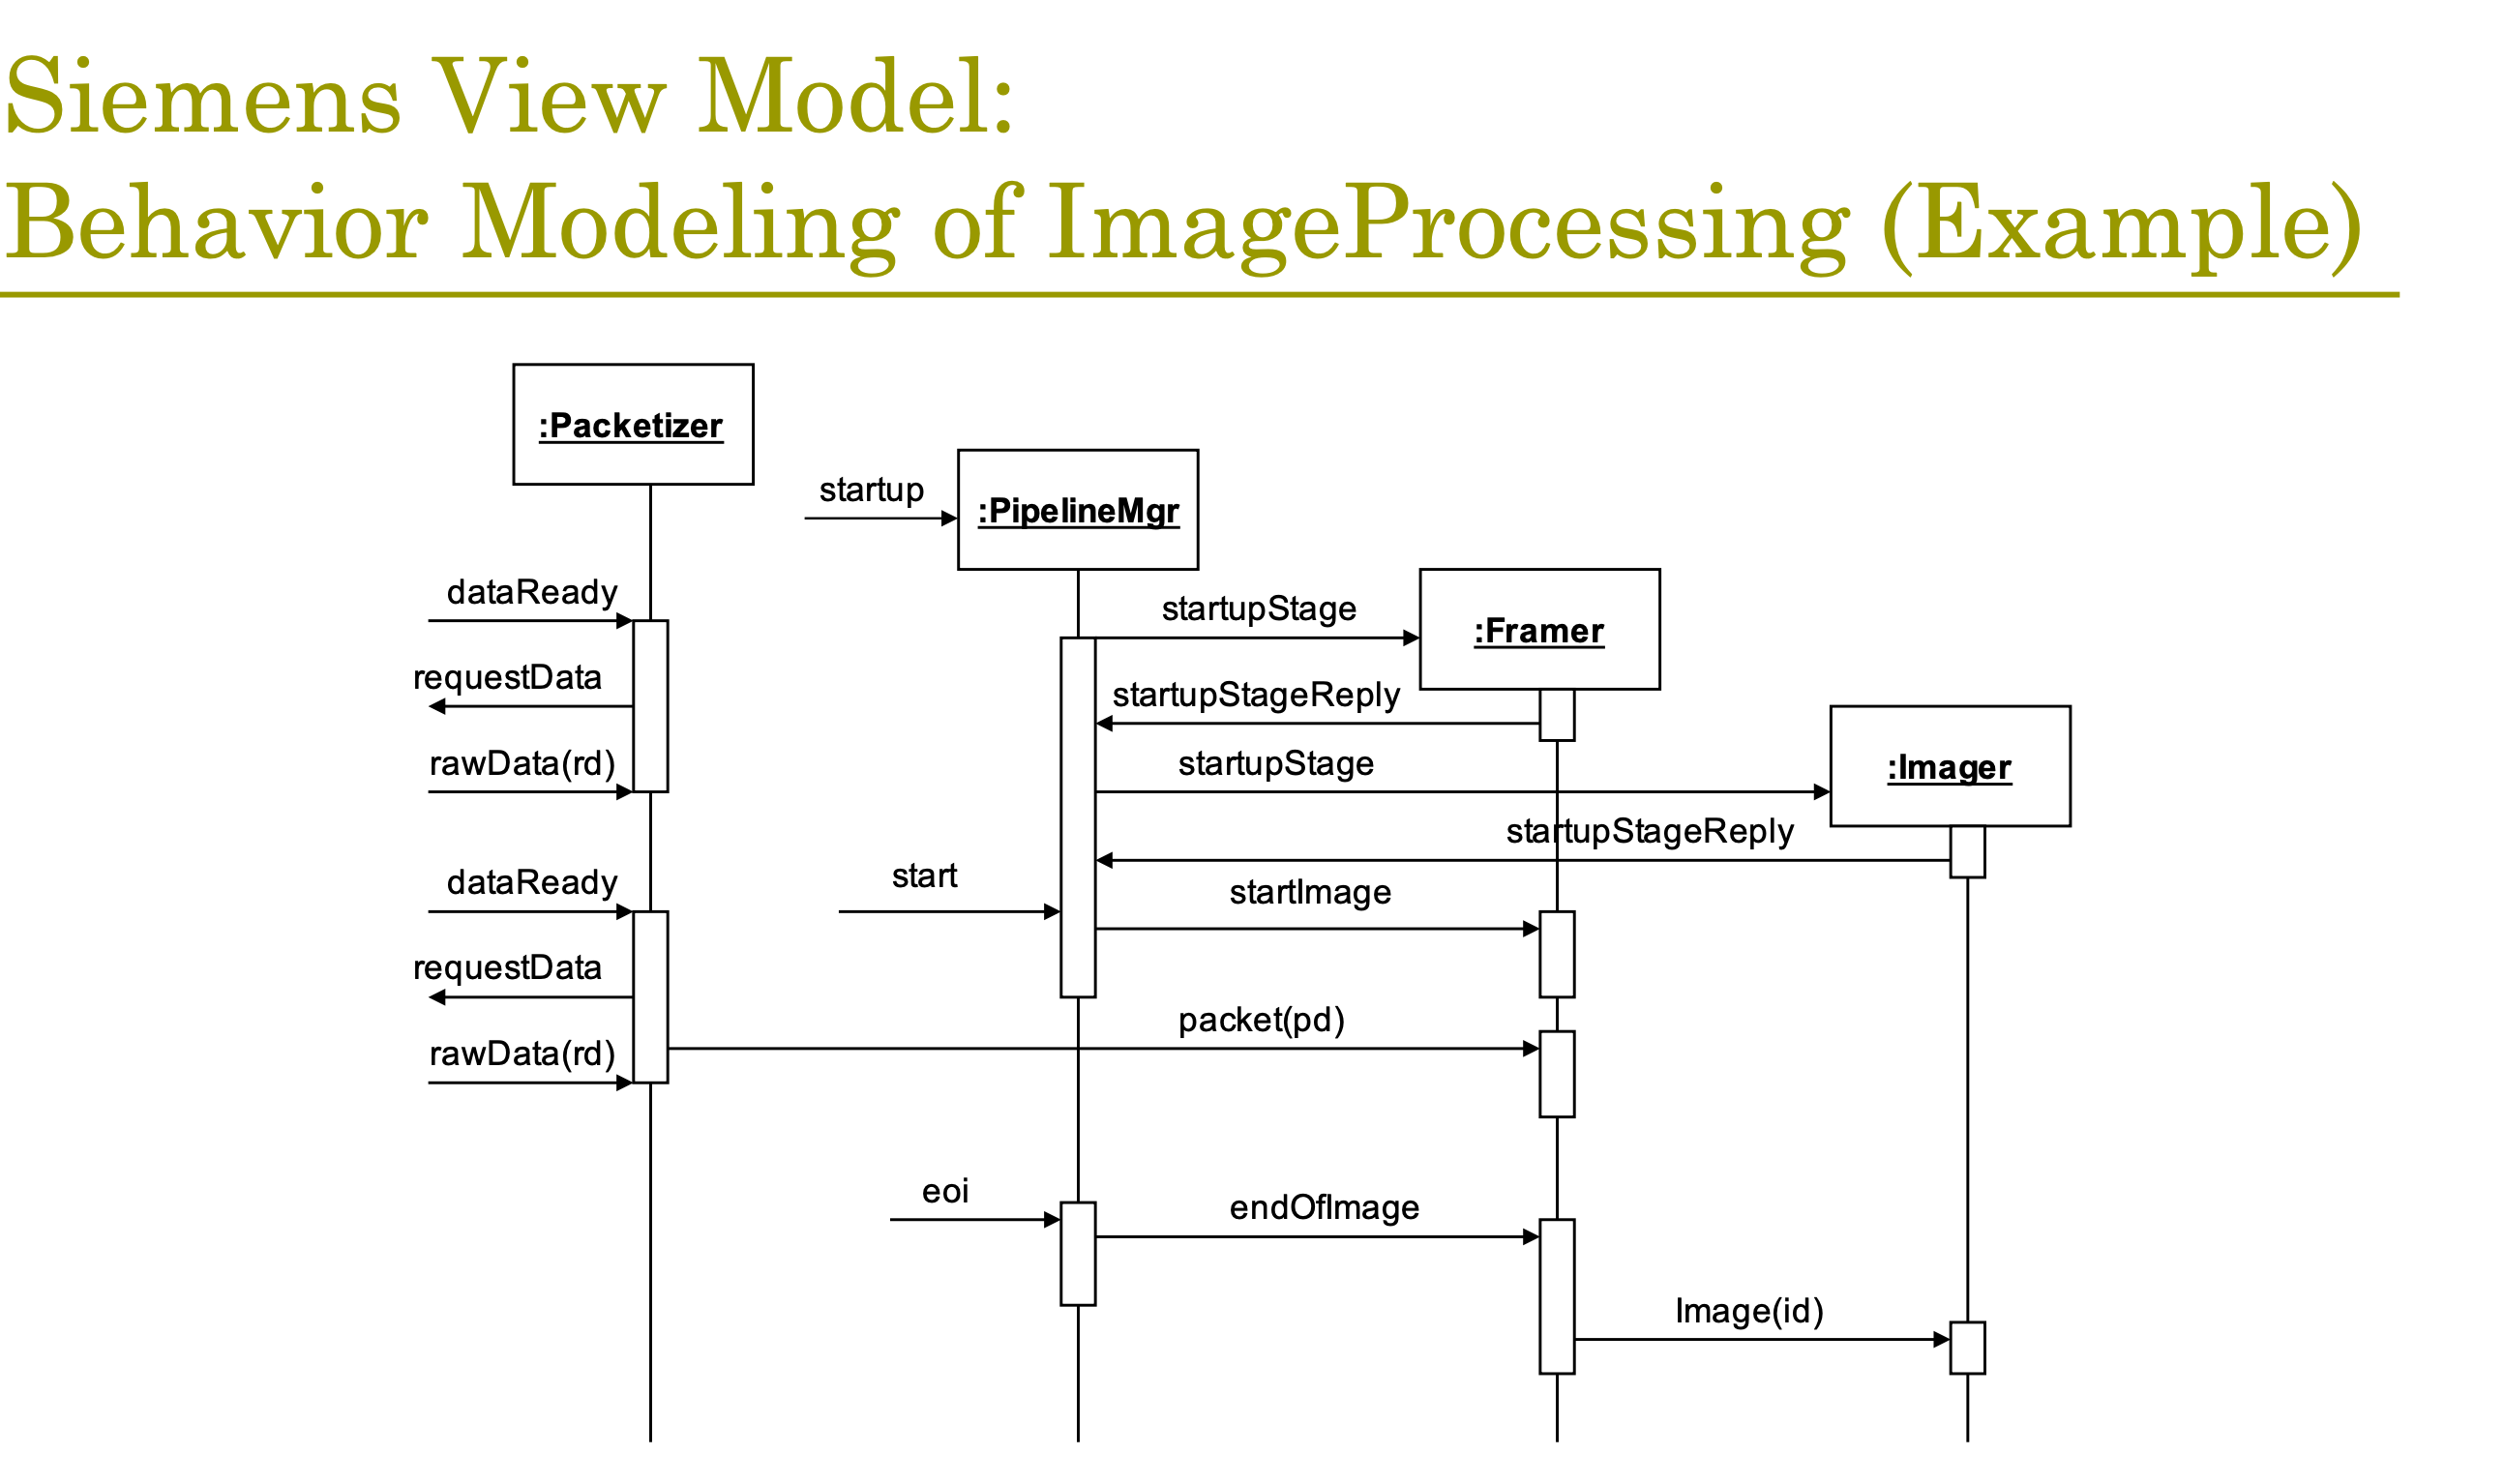 Siemens View Model:
Behavior Modeling of ImageProcessing (Example)
:Packetizer
startup
:PipelineMgr
dataReady
startupStage
:Framer
requestData
startupStageReply
rawData(rd)
startupStage
:Imager
startupStageReply
dataReady
start
startImage
requestData
packet(pd)
rawData(rd)
eoi
endOfImage
Image(id)